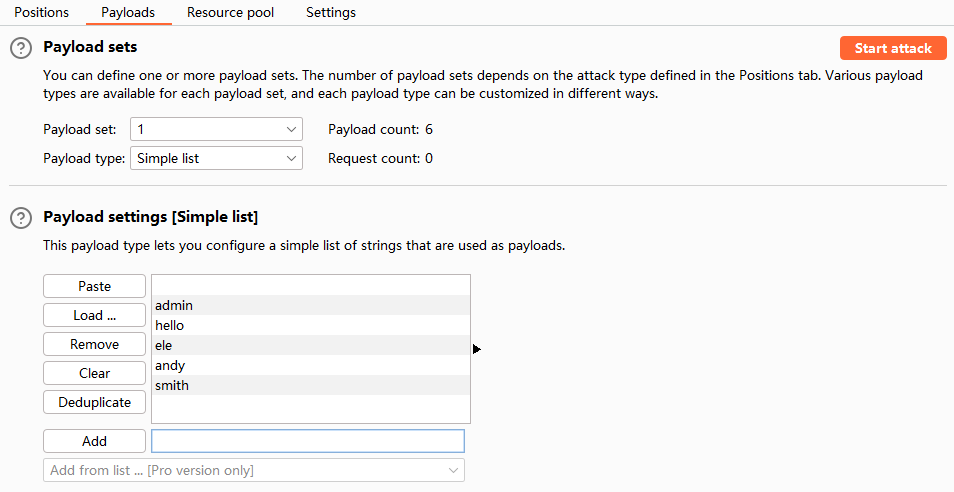 Positions Payloads Resource pool Settings
? Payload sets Start attack
You can define one or more payload sets. The number of payload sets depends on the attack type defined in the Positions tab. Various payload
types are available for each payload set, and each payload type can be customized in different ways.
Payload set: 1 Payload count: 6
Payload type: Simple list Request count: 0
? Payload settings [Simple list]
This payload type lets you configure a simple list of strings that are used as payloads.
Paste
Load ...
Remove
Clear
Deduplicate
admin
hello
ele
andy
smith
Add
Add from list ... [Pro version only]